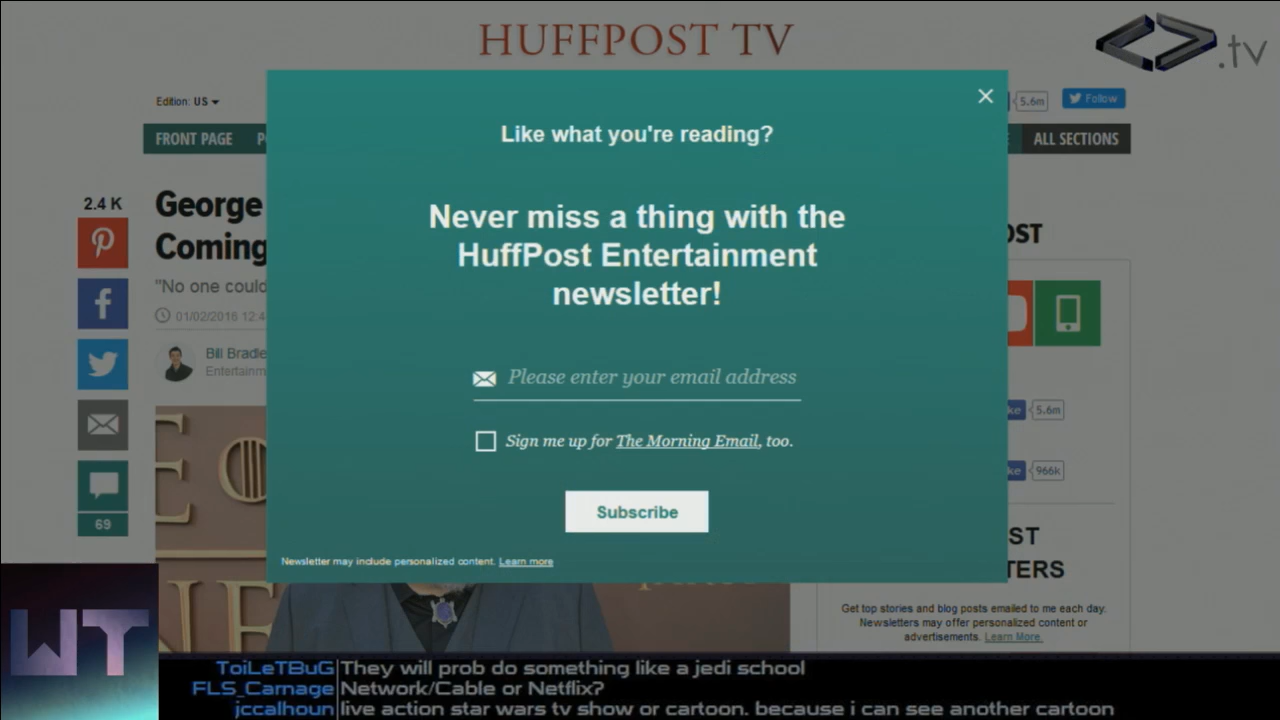 HUFFPOST TV
.tv
Edition: US
5.6m
Follow
FRONT PAGE
P
ALL SECTIONS
Like what you're reading?
2.4 K
George
Coming
Never miss a thing with the
HuffPost Entertainment
newsletter!
OST
"No one could
01/02/2016 12:4
Bill Bradle
Entertainm
Please enter your email address
ke 5.6m
Sign me up for The Morning Email, too.
ke 966k
Subscribe
69
ST
TERS
Newsletter may include personalized content. Learn more
Get top stories and blog posts emailed to me each day.
Newsletters may offer personalized content or
advertisements. Learn More.
E O
NE
WT
ToiLeTBuG They will prob do something like a jedi school
FLS_Carnage Network/Cable or Netflix?
jccalhoun live action star wars tv show or cartoon. because i can see another cartoon